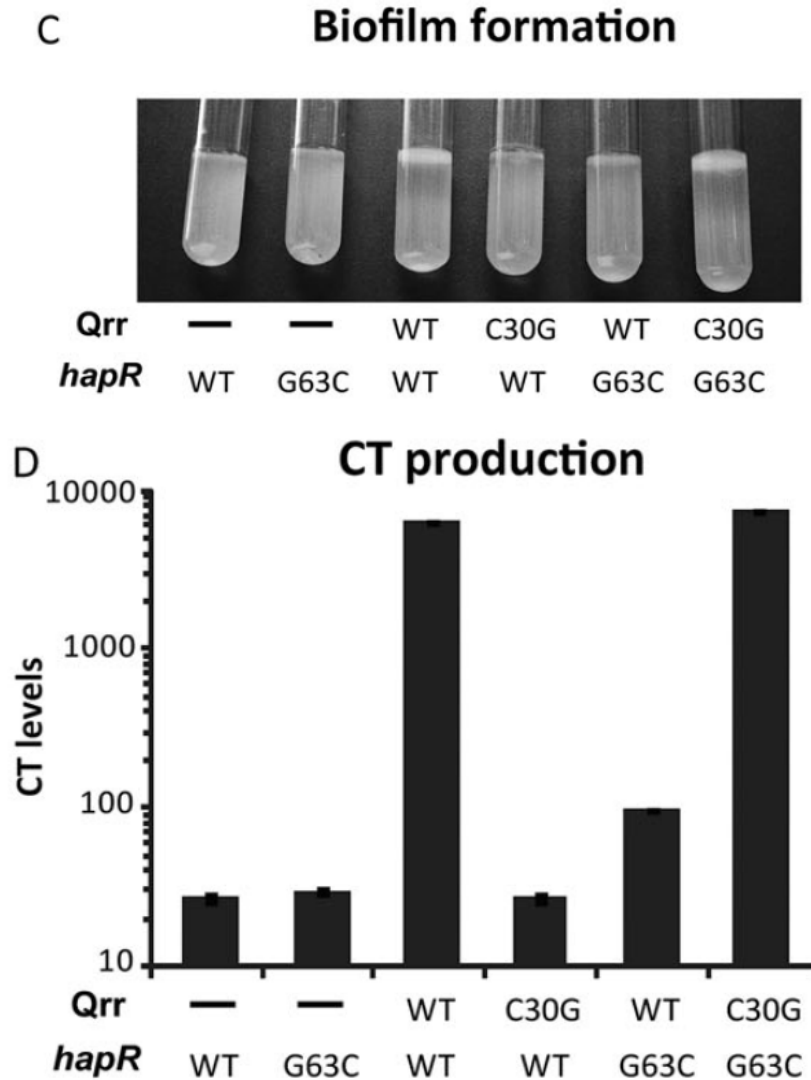 C Biofilm formation
Qrr — — WT C30G WT C30G
hapR WT G63C WT WT G63C G63C
D CT production
10000
1000
100
10
CT levels
Qrr — — WT C30G WT C30G
hapR WT G63C WT WT G63C G63C